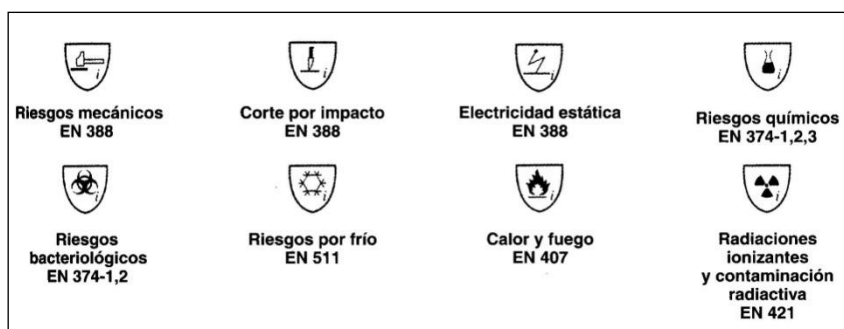 Riesgos mecánicos
EN 388
Corte por impacto
EN 388
Electricidad estática
EN 388
Riesgos químicos
EN 374-1,2,3
Riesgos
bacteriológicos
EN 374-1,2
Riesgos por frío
EN 511
Calor y fuego
EN 407
Radiaciones
ionizantes
y contaminación
radiactiva
EN 421